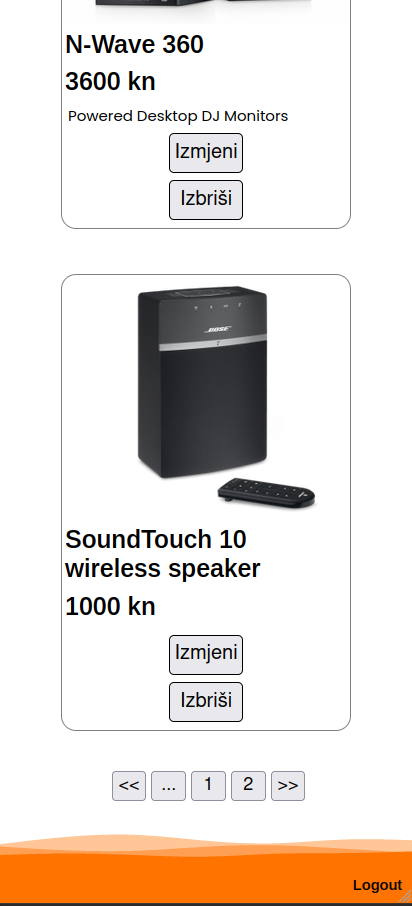 N-Wave 360
3600 kn
Powered Desktop DJ Monitors
Izmjeni
Izbriši
BOSE
SoundTouch 10
wireless speaker
1000 kn
Izmjeni
Izbriši
<< ... 1 2 >>
Logout